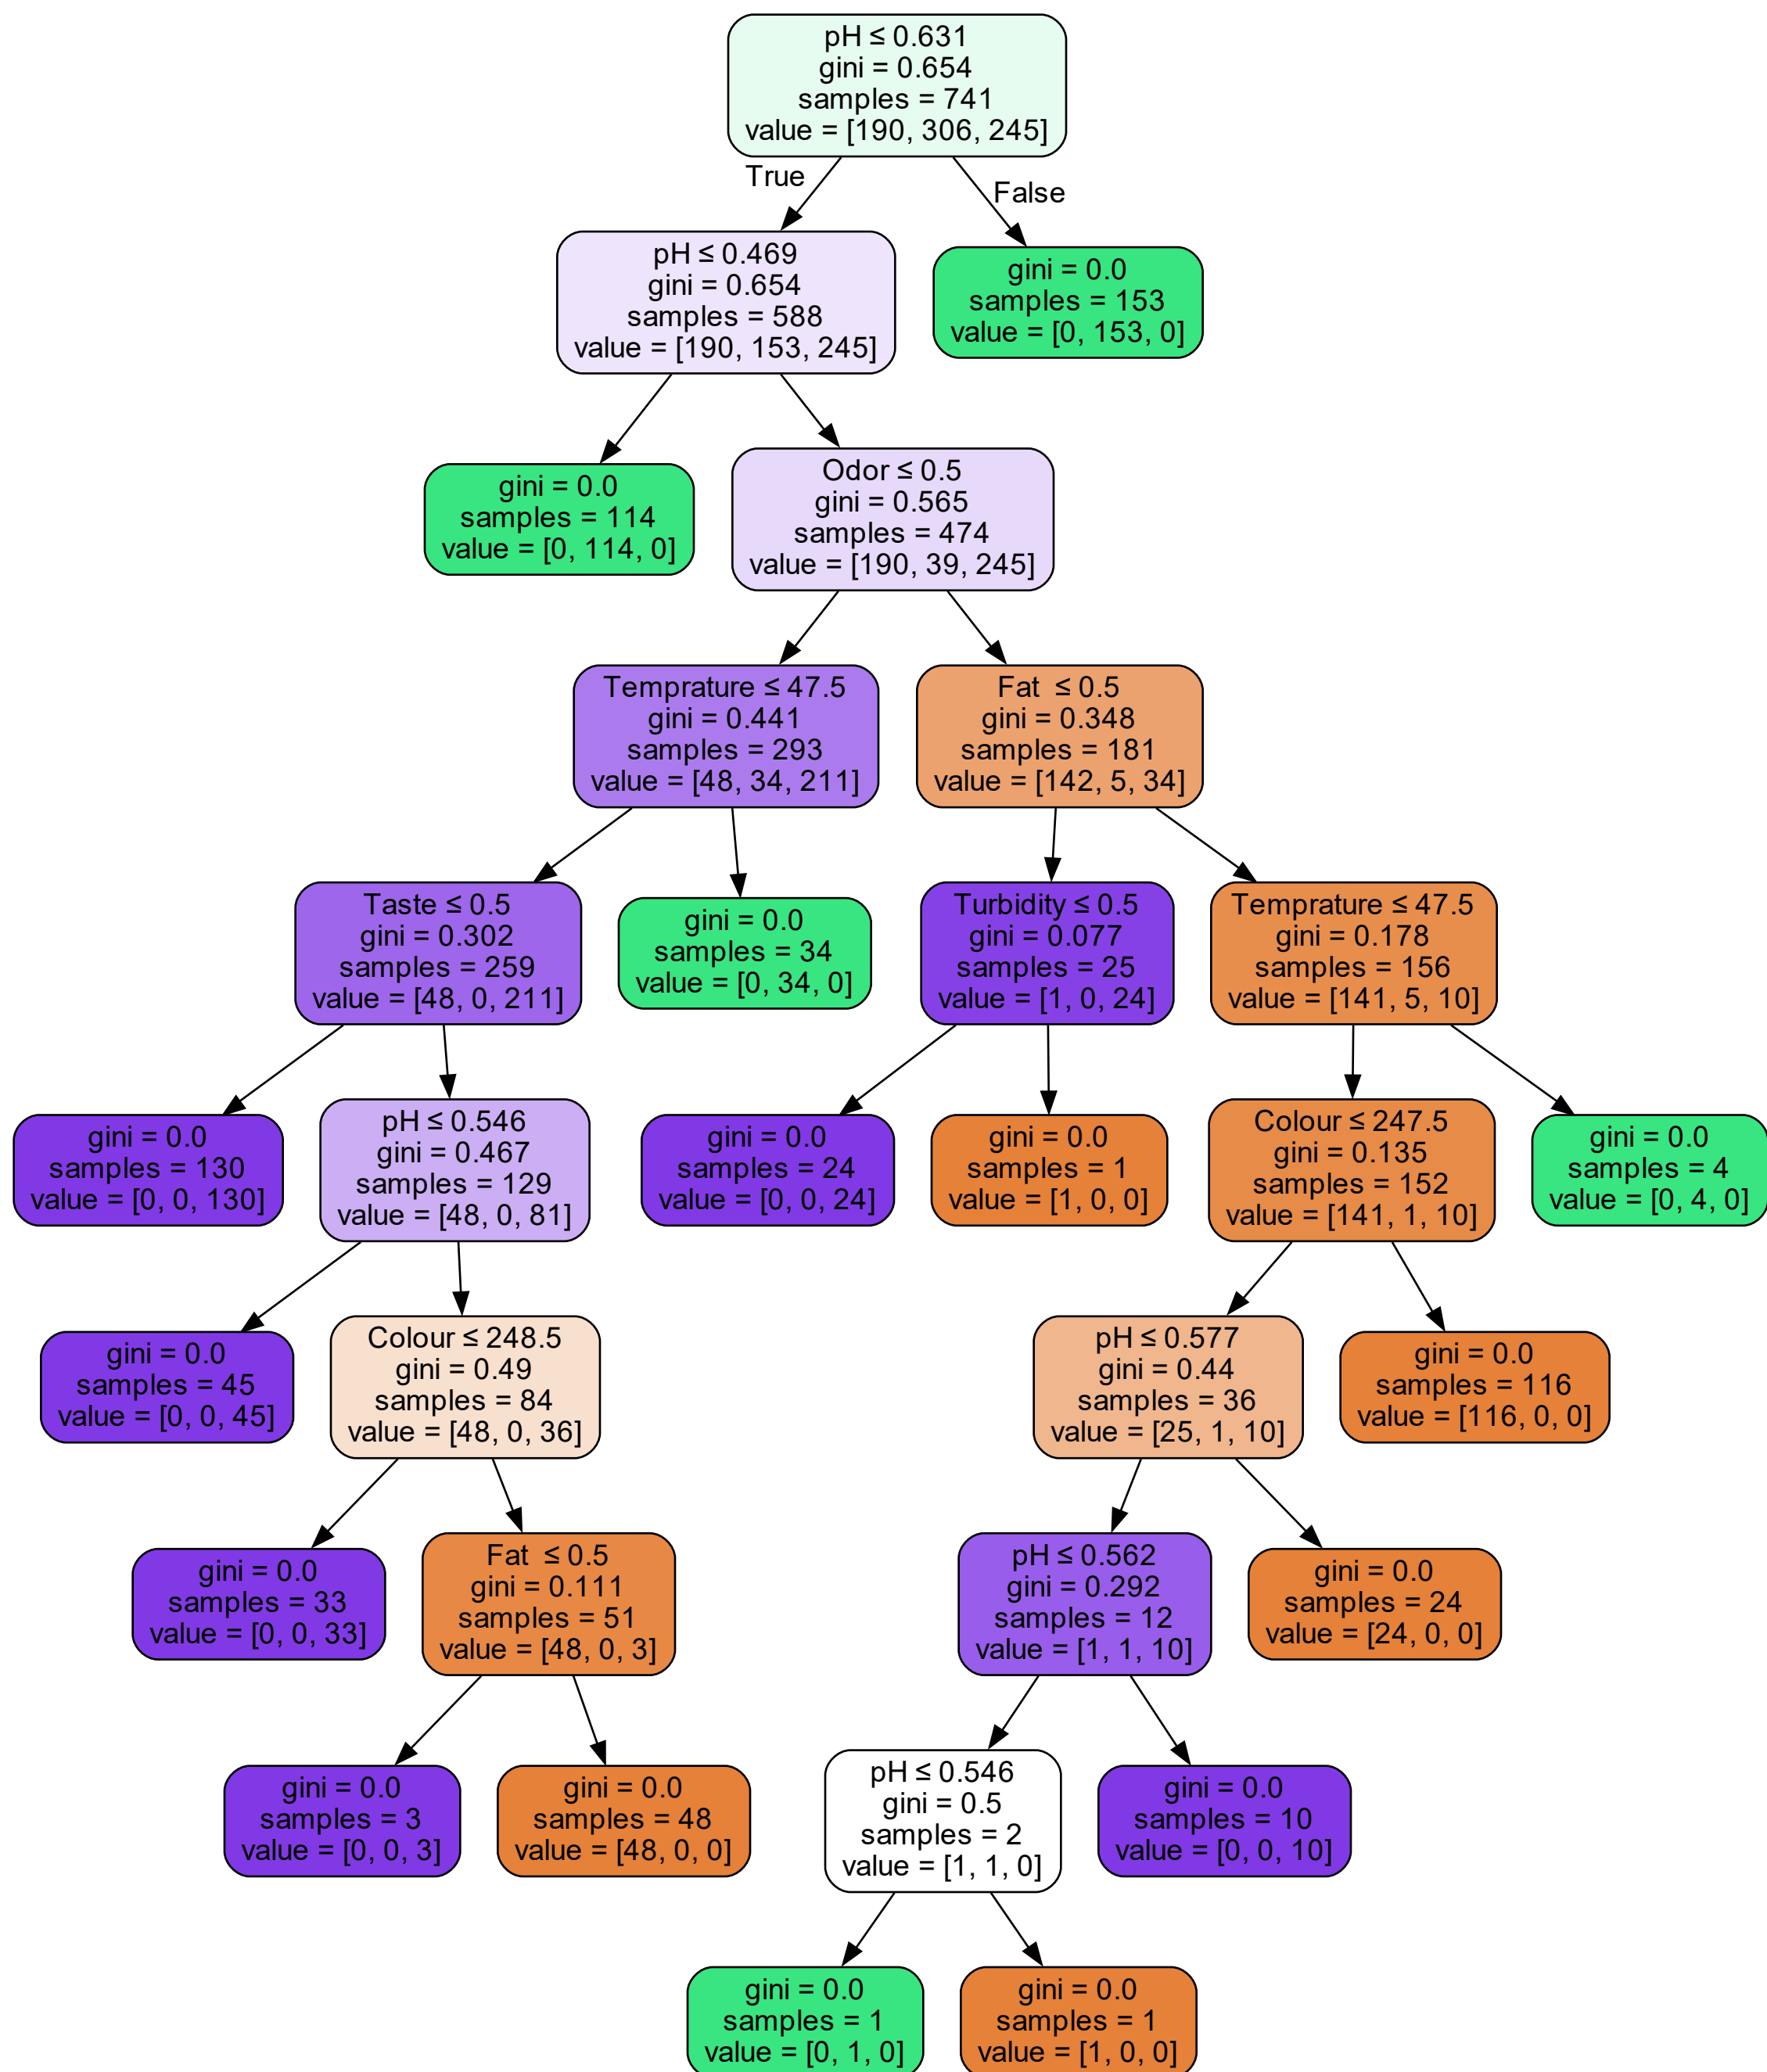 pH ≤ 0.631
gini = 0.654
samples = 741
value = [190, 306, 245]
True
False
pH ≤ 0.469
gini = 0.654
samples = 588
value = [190, 153, 245]
gini = 0.0
samples = 153
value = [0, 153, 0]
gini = 0.0
samples = 114
value = [0, 114, 0]
Odor ≤ 0.5
gini = 0.565
samples = 474
value = [190, 39, 245]
Temprature ≤ 47.5
gini = 0.441
samples = 293
value = [48, 34, 211]
Fat  ≤ 0.5
gini = 0.348
samples = 181
value = [142, 5, 34]
Taste ≤ 0.5
gini = 0.302
samples = 259
value = [48, 0, 211]
gini = 0.0
samples = 34
value = [0, 34, 0]
Turbidity ≤ 0.5
gini = 0.077
samples = 25
value = [1, 0, 24]
Temprature ≤ 47.5
gini = 0.178
samples = 156
value = [141, 5, 10]
gini = 0.0
samples = 130
value = [0, 0, 130]
pH ≤ 0.546
gini = 0.467
samples = 129
value = [48, 0, 81]
gini = 0.0
samples = 24
value = [0, 0, 24]
gini = 0.0
samples = 1
value = [1, 0, 0]
Colour ≤ 247.5
gini = 0.135
samples = 152
value = [141, 1, 10]
gini = 0.0
samples = 4
value = [0, 4, 0]
gini = 0.0
samples = 45
value = [0, 0, 45]
Colour ≤ 248.5
gini = 0.49
samples = 84
value = [48, 0, 36]
pH ≤ 0.577
gini = 0.44
samples = 36
value = [25, 1, 10]
gini = 0.0
samples = 116
value = [116, 0, 0]
gini = 0.0
samples = 33
value = [0, 0, 33]
Fat  ≤ 0.5
gini = 0.111
samples = 51
value = [48, 0, 3]
pH ≤ 0.562
gini = 0.292
samples = 12
value = [1, 1, 10]
gini = 0.0
samples = 24
value = [24, 0, 0]
gini = 0.0
samples = 3
value = [0, 0, 3]
gini = 0.0
samples = 48
value = [48, 0, 0]
pH ≤ 0.546
gini = 0.5
samples = 2
value = [1, 1, 0]
gini = 0.0
samples = 10
value = [0, 0, 10]
gini = 0.0
samples = 1
value = [0, 1, 0]
gini = 0.0
samples = 1
value = [1, 0, 0]